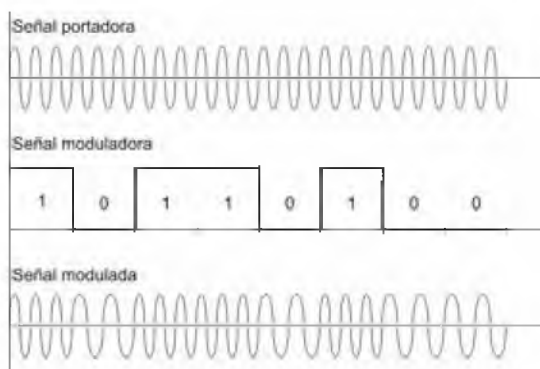 Señal portadora
Señal moduladora
1 0 1 1 0 1 0 0
Señal modulada